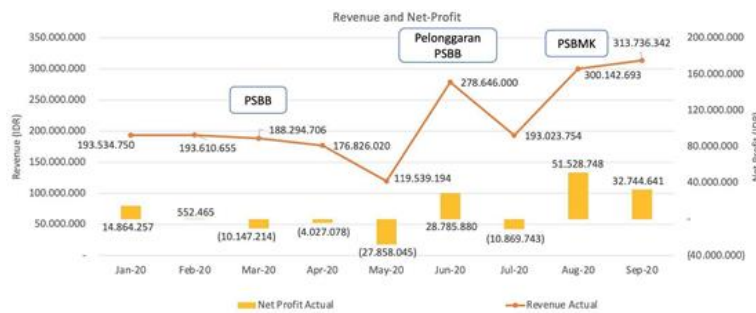 Revenue and Net-Profit
350.000.000
300.000.000
250.000.000
200.000.000
150.000.000
100.000.000
50.000.000
-
Revenue (IDR)
PSBB
Pelonggaran
PSBB
PSBMK
193.534.750
193.610.655
188.294.706
176.826.020
119.539.194
278.646.000
193.023.754
300.142.693
313.736.342
14.864.257
552.465
(10.147.214)
(4.027.078)
(27.858.045)
28.785.880
(10.869.743)
51.528.748
32.744.641
200.000.000
160.000.000
120.000.000
80.000.000
40.000.000
-
(40.000.000)
Net Profit (IDR)
Jan-20
Feb-20
Mar-20
Apr-20
May-20
Jun-20
Jul-20
Aug-20
Sep-20
Net Profit Actual
Revenue Actual